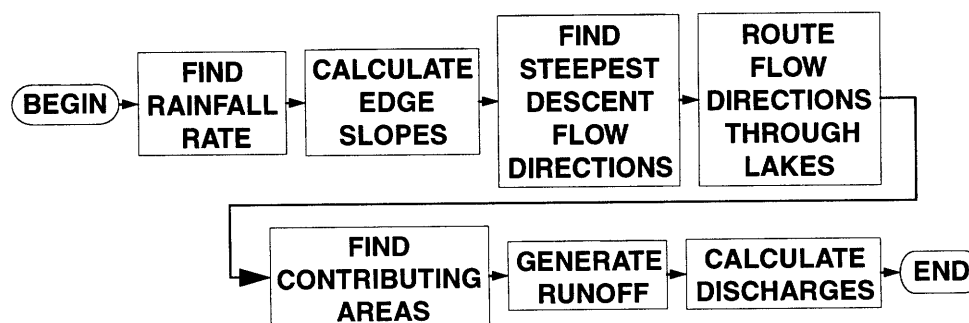 BEGIN
FIND
RAINFALL
RATE
CALCULATE
EDGE
SLOPES
FIND
STEEPEST
DESCENT
FLOW
DIRECTIONS
ROUTE
FLOW
DIRECTIONS
THROUGH
LAKES
FIND
CONTRIBUTING
AREAS
GENERATE
RUNOFF
CALCULATE
DISCHARGES
END